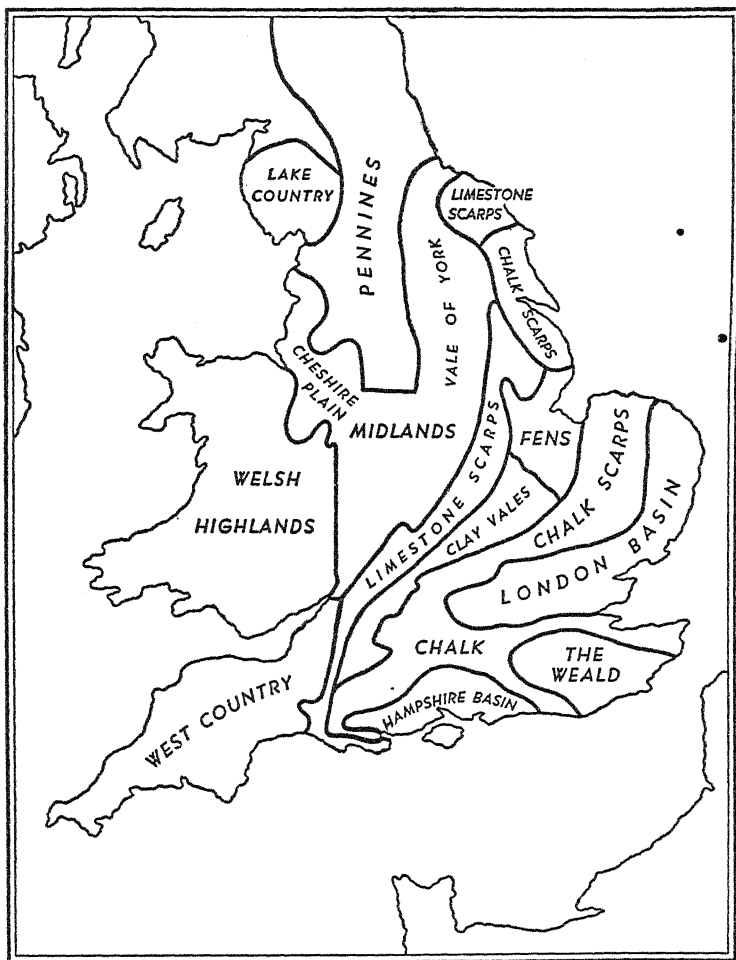 LAKE
COUNTRY
PENNINES
LIMESTONE
SCARPS
VALE OF YORK
CHALK SCARPS
CHESHIRE
PLAIN
MIDLANDS
FENS
LIMESTONE SCARPS
CHALK SCARPS
CLAY VALES
WELSH
HIGHLANDS
LONDON BASIN
CHALK
THE
WEALD
HAMPSHIRE BASIN
WEST COUNTRY